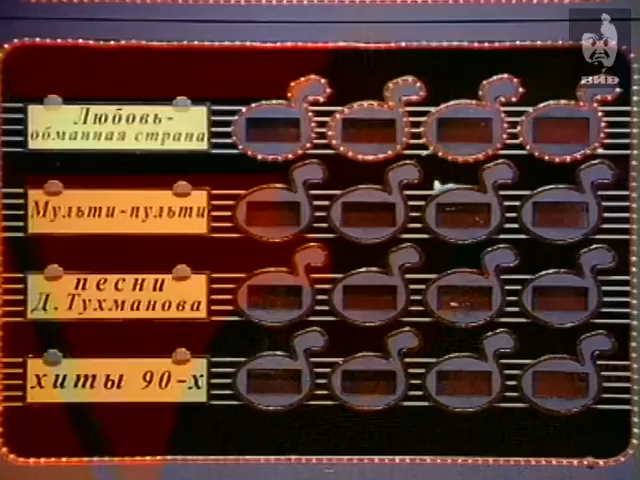 ВИD
Любовь-
обманная страна
Мульти-пульти
песни
Д. Тухманова
хиты 90-х